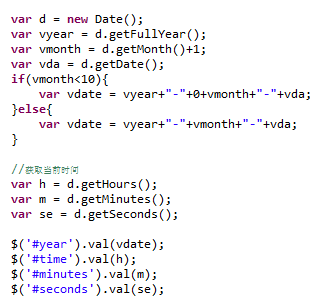 var d = new Date();
var vyear = d.getFullYear();
var vmonth = d.getMonth()+1;
var vda = d.getDate();
if(vmonth<10){
    var vdate = vyear+"-"+0+vmonth+"-"+vda;
}else{
    var vdate = vyear+"-"+vmonth+"-"+vda;
}
//获取当前时间
var h = d.getHours();
var m = d.getMinutes();
var se = d.getSeconds();
$('#year').val(vdate);
$('#time').val(h);
$('#minutes').val(m);
$('#seconds').val(se);